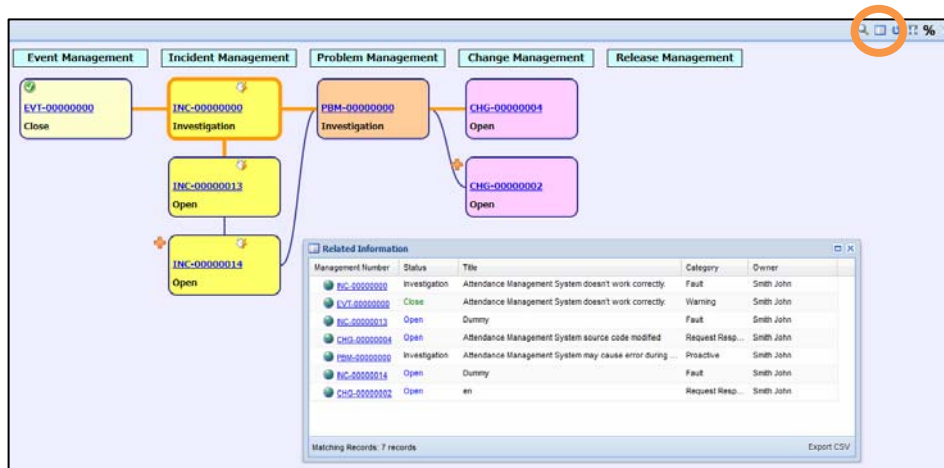 %
Event Management
Incident Management
Problem Management
Change Management
Release Management
EVT-00000000
Close
INC-00000000
Investigation
PBM-00000000
Investigation
CHG-00000004
Open
INC-00000013
Open
CHG-00000002
Open
INC-00000014
Open
Related Information
Management Number Status Title Category Owner
INC-00000000 Investigation Attendance Management System doesn't work correctly. Fault Smith John
EVT-00000000 Close Attendance Management System doesn't work correctly. Warning Smith John
INC-00000013 Open Dummy Fault Smith John
CHG-00000004 Open Attendance Management System source code modified Request Resp... Smith John
PBM-00000000 Investigation Attendance Management System may cause error during ... Proactive Smith John
INC-00000014 Open Dummy Fault Smith John
CHG-00000002 Open en Request Resp... Smith John
Matching Records: 7 records
Export CSV